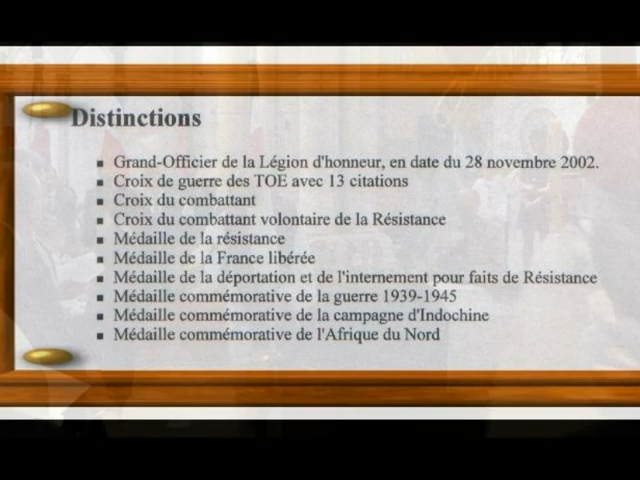 Distinctions
Grand-Officier de la Légion d'honneur, en date du 28 novembre 2002.
Croix de guerre des TOE avec 13 citations
Croix du combattant
Croix du combattant volontaire de la Résistance
Médaille de la résistance
Médaille de la France libérée
Médaille de la déportation et de l'internement pour faits de Résistance
Médaille commémorative de la guerre 1939-1945
Médaille commémorative de la campagne d'Indochine
Médaille commémorative de l'Afrique du Nord